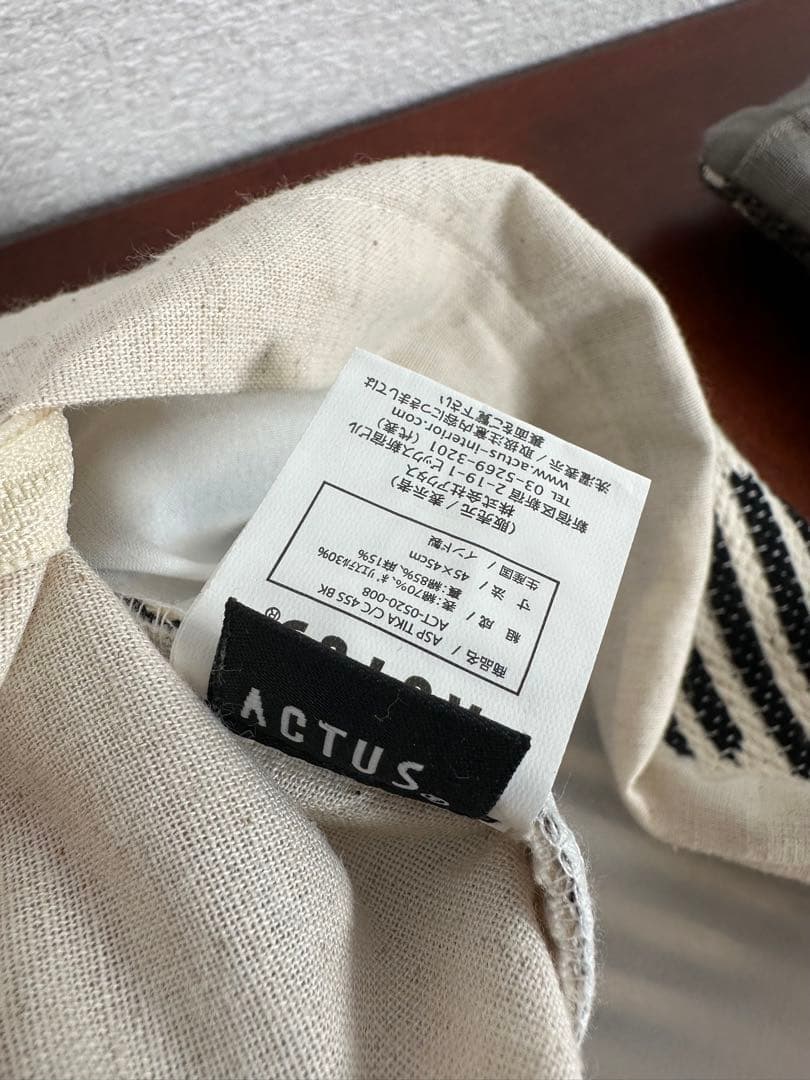 ACTUS
ACTUS®
商品名 / ASP TIKA C/C 45S BK
ACT-0520-00B
組 成 / 表:綿70%、ポリエステル30%
裏:綿85%、麻15%
寸 法 / 45×45cm
生産国 / インド製
(販売元 / 表示者)
株式会社アクタス
新宿区新宿 2-19-1 ビッグス新宿ビル
TEL 03-5269-3201 (代表)
www.actus-interior.com
洗濯表示 / 取扱注意内容につきましては
裏面をご覧下さい